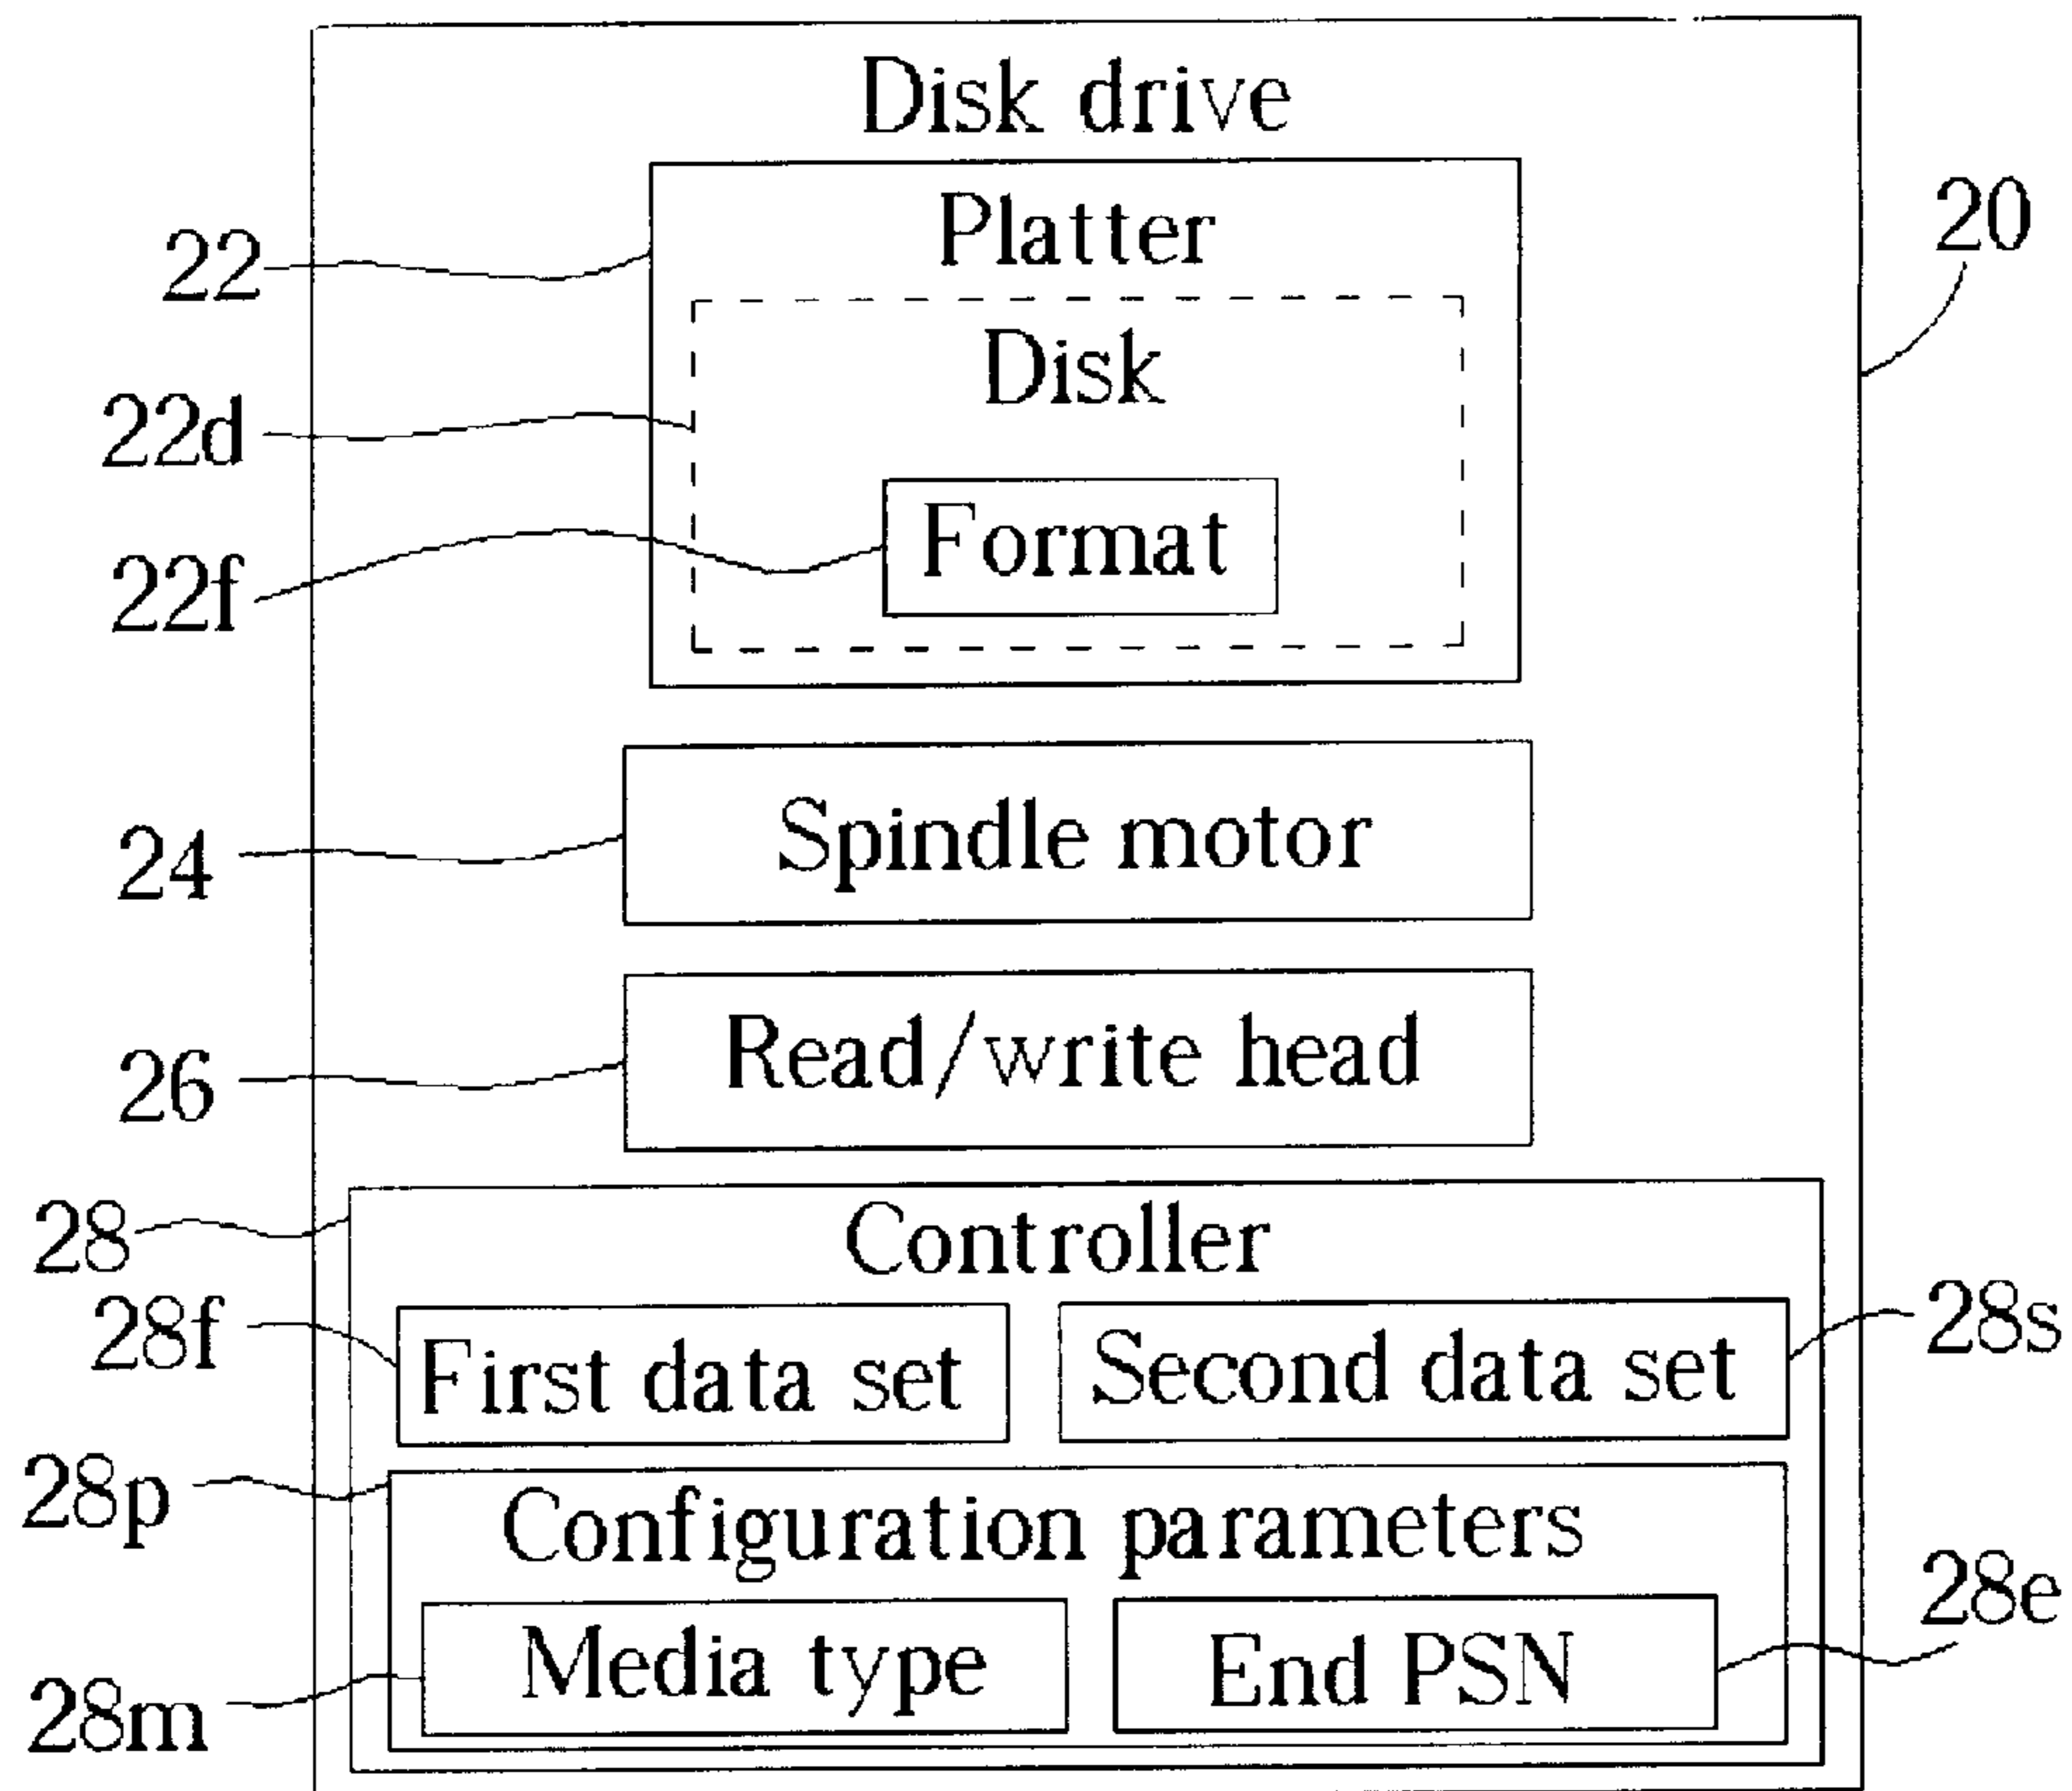 Disk drive
20
Platter
22
Disk
22d
Format
22f
Spindle motor
24
Read/write head
26
Controller
28
First data set
28f
Second data set
28s
Configuration parameters
28p
Media type
28m
End PSN
28e